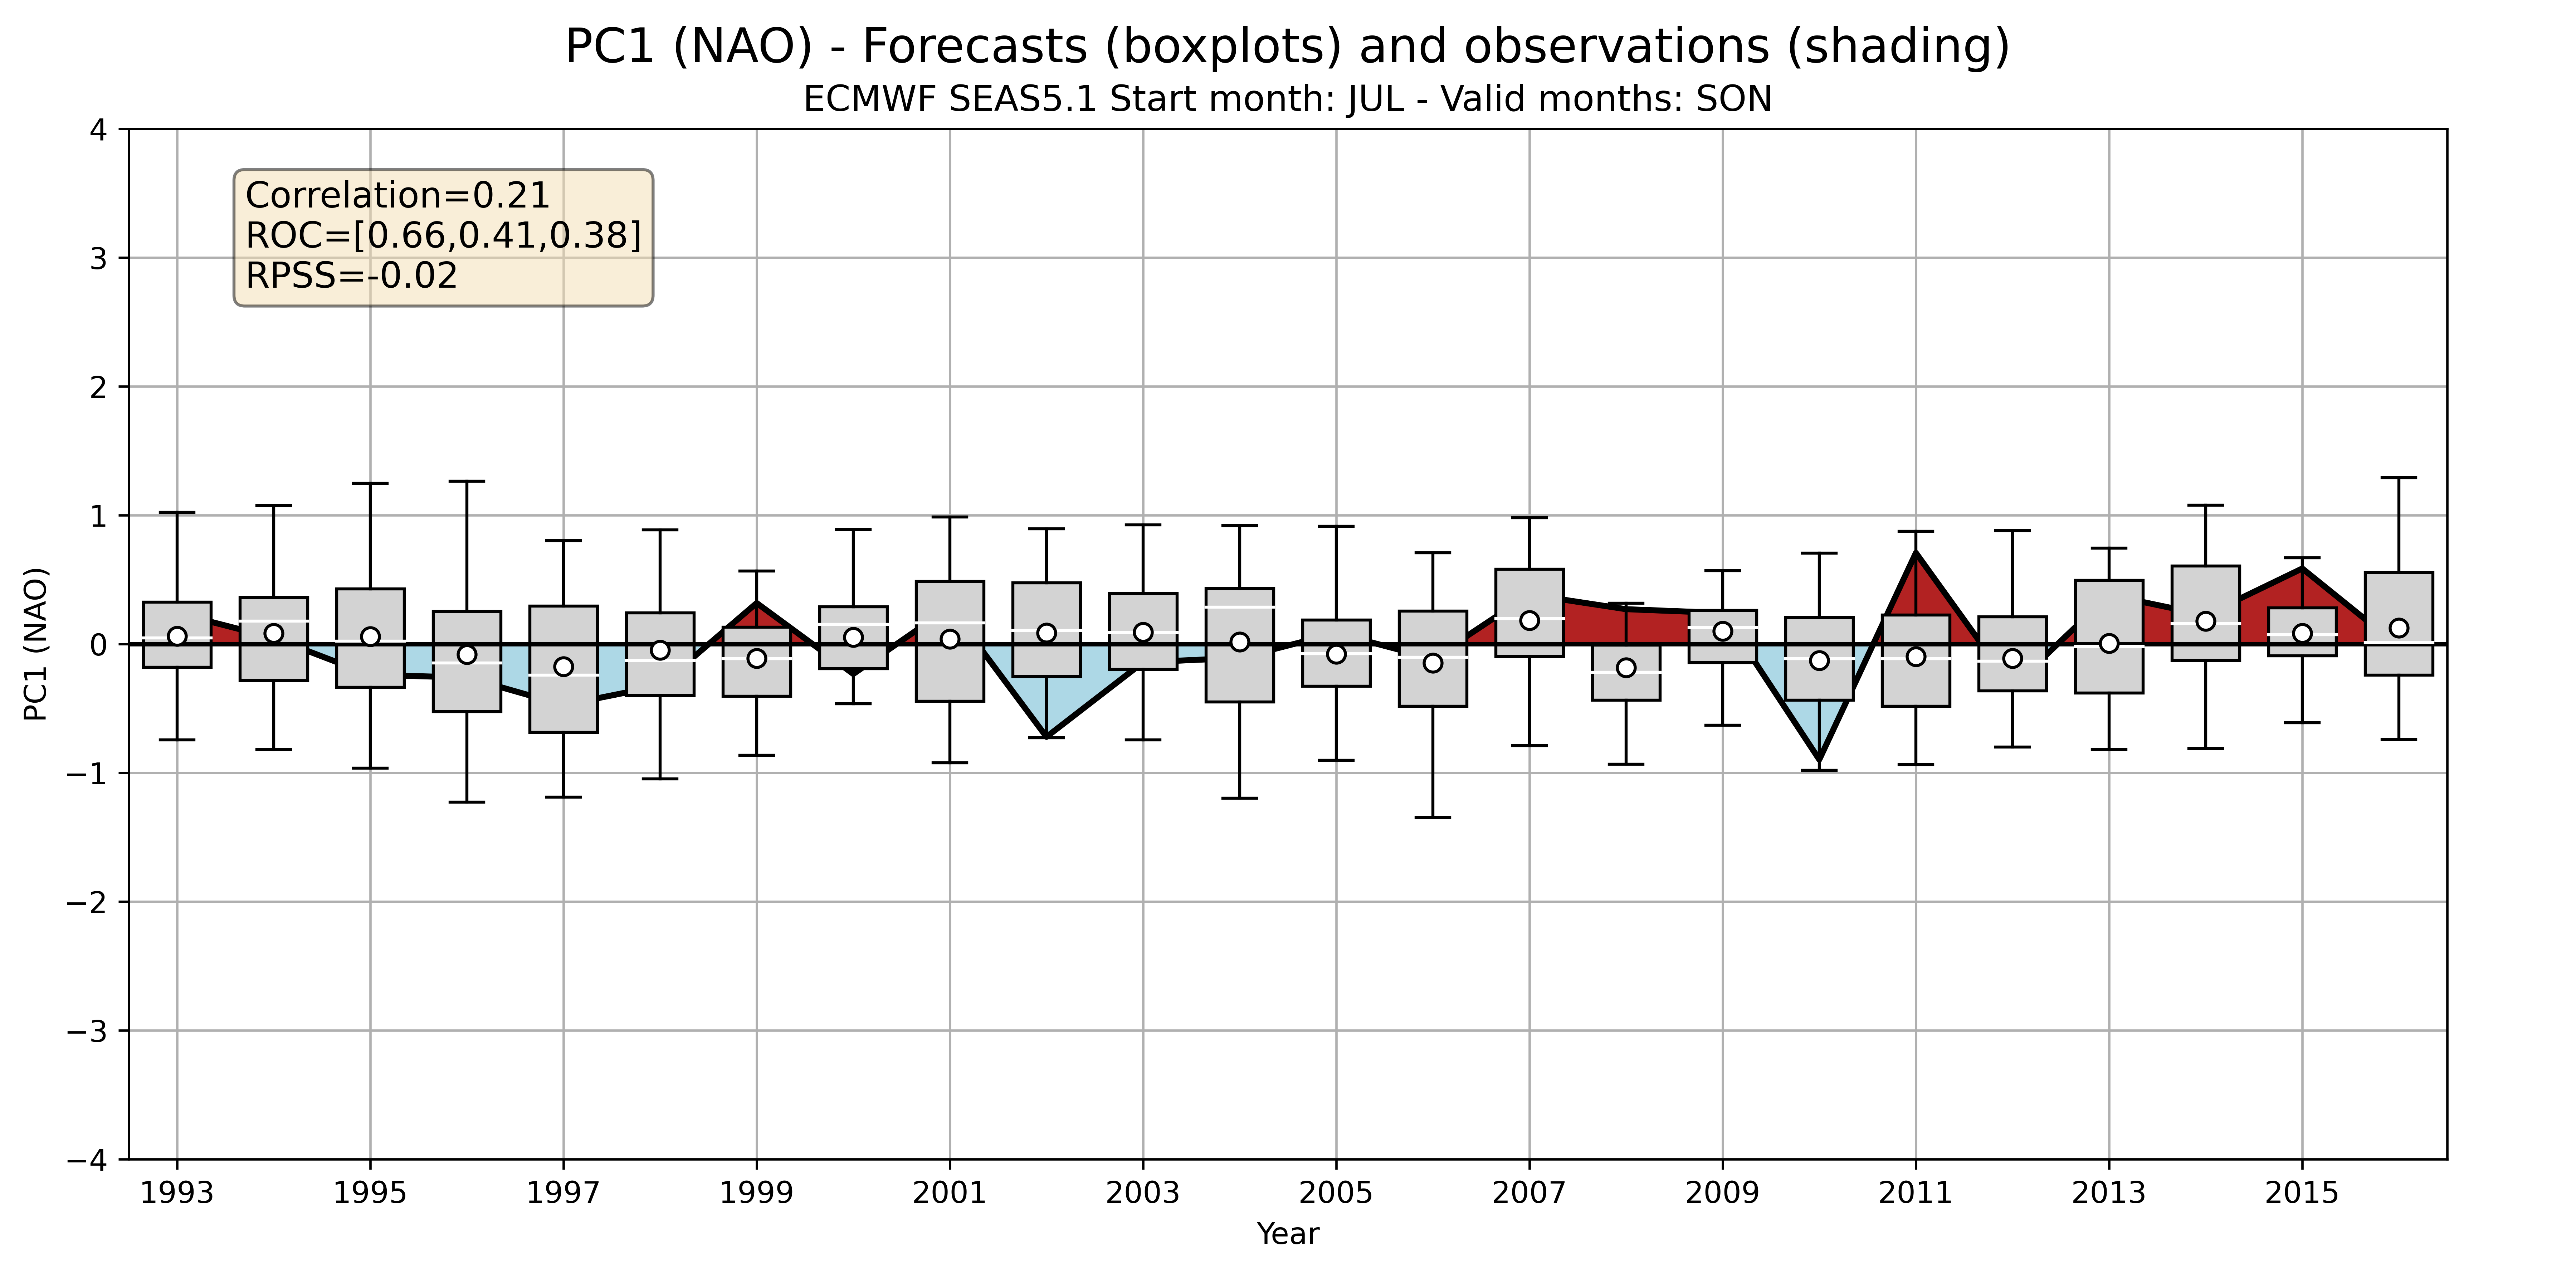 PC1 (NAO) - Forecasts (boxplots) and observations (shading)
ECMWF SEAS5.1 Start month: JUL - Valid months: SON
Correlation=0.21
ROC=[0.66,0.41,0.38]
RPSS=-0.02
PC1 (NAO)
4
3
2
1
0
−1
−2
−3
−4
1993 1995 1997 1999 2001 2003 2005 2007 2009 2011 2013 2015
Year